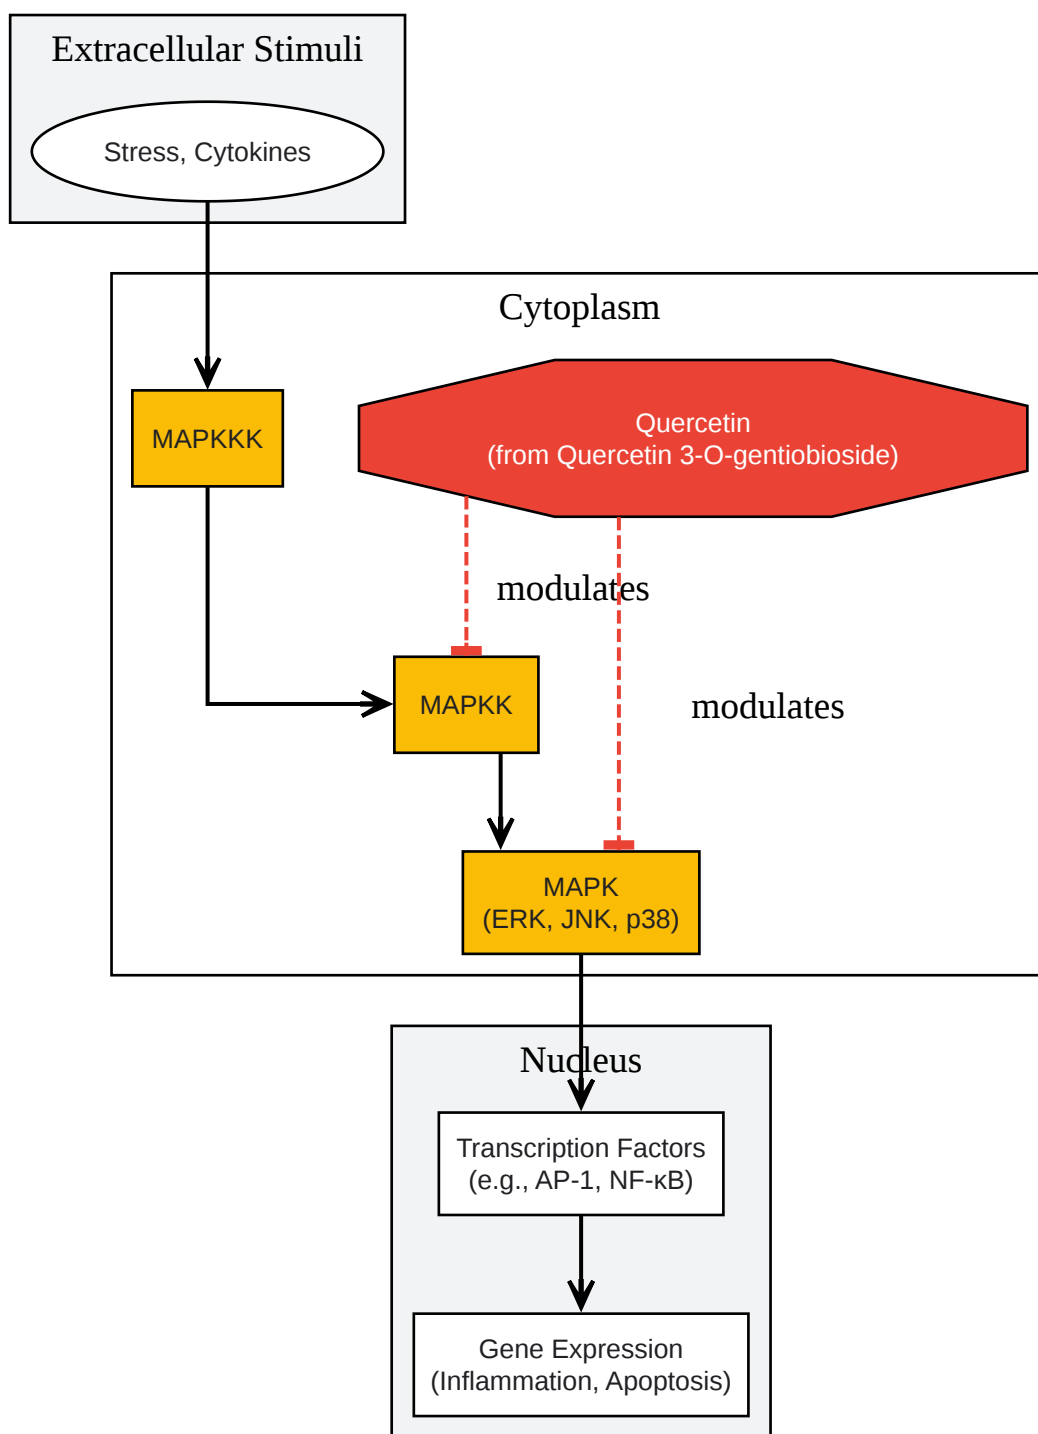 Extracellular Stimuli
Stress, Cytokines
Cytoplasm
MAPKKK
Quercetin
(from Quercetin 3-O-gentiobioside)
modulates
MAPKK
modulates
MAPK
(ERK, JNK, p38)
Nucleus
Transcription Factors
(e.g., AP-1, NF-κB)
Gene Expression
(Inflammation, Apoptosis)